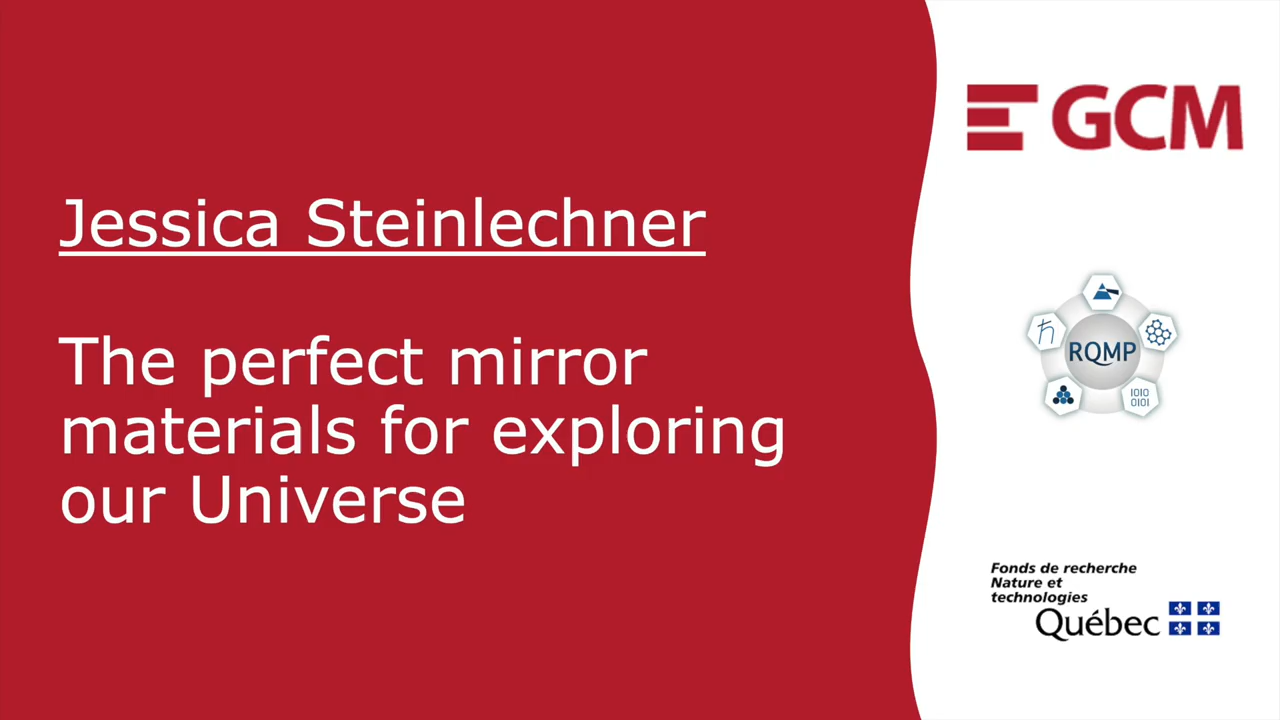 Jessica Steinlechner
The perfect mirror
materials for exploring
our Universe
GCM
ħ
RQMP
1010
0101
Fonds de recherche
Nature et
technologies
Québec